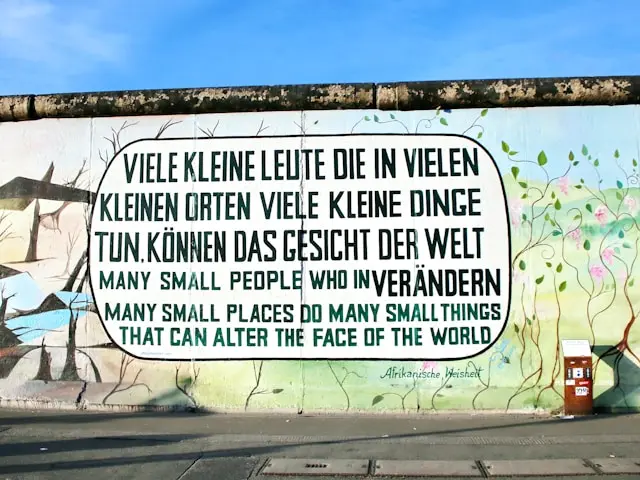 VIELE KLEINE LEUTE DIE IN VIELEN
KLEINEN ORTEN VIELE KLEINE DINGE
TUN, KÖNNEN DAS GESICHT DER WELT
MANY SMALL PEOPLE WHO IN VERÄNDERN
MANY SMALL PLACES DO MANY SMALL THINGS
THAT CAN ALTER THE FACE OF THE WORLD
Afrikanische Weisheit
B